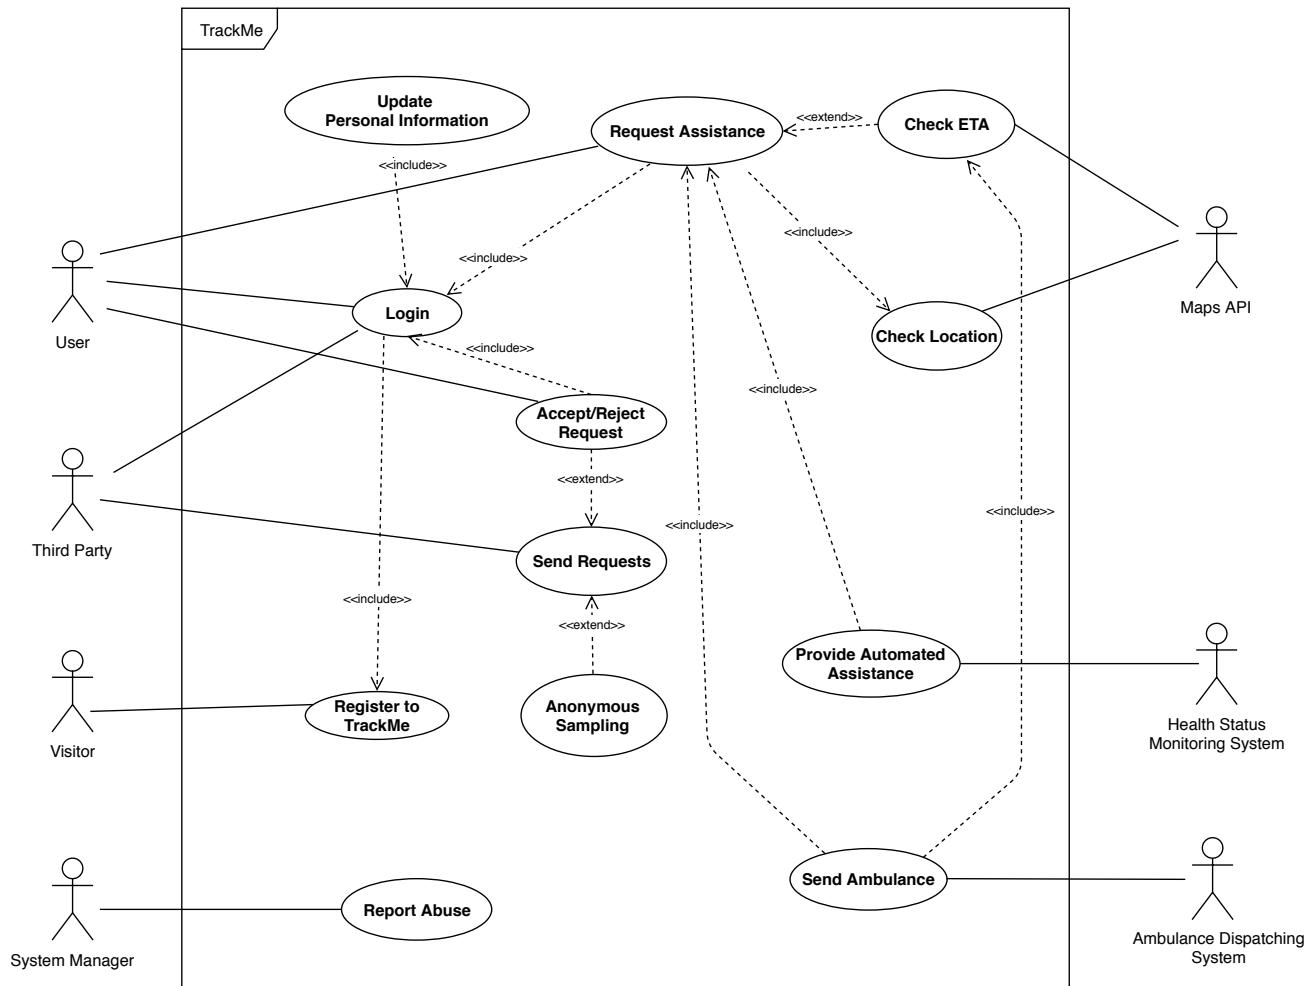 TrackMe
Update
Personal Information
Request Assistance
<<extend>>
Check ETA
<<include>>
<<include>>
<<include>>
User
Login
Check Location
Maps API
<<include>>
<<include>>
Accept/Reject
Request
<<extend>>
<<include>>
<<include>>
Third Party
Send Requests
<<include>>
<<extend>>
Provide Automated
Assistance
Visitor
Register to
TrackMe
Anonymous
Sampling
Health Status
Monitoring System
Send Ambulance
System Manager
Report Abuse
Ambulance Dispatching
System